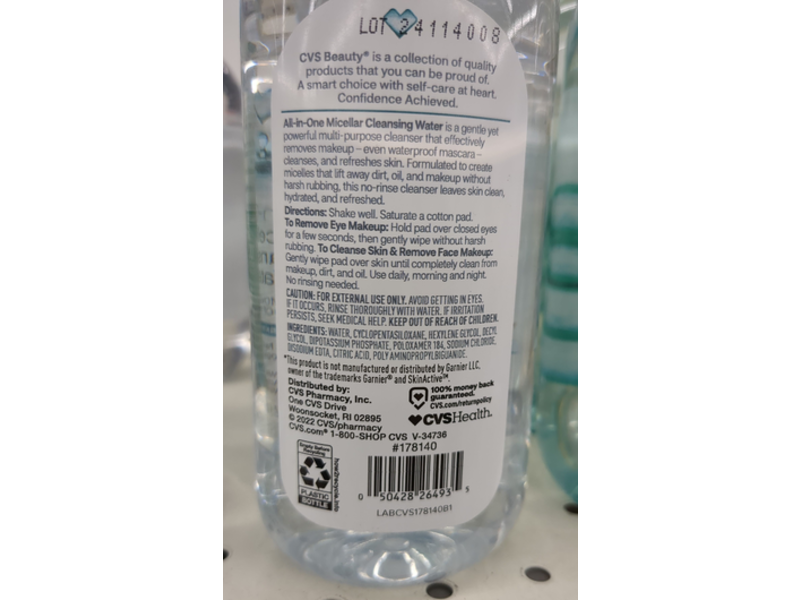 LOT 24114008
CVS Beauty® is a collection of quality
products that you can be proud of.
A smart choice with self-care at heart.
Confidence Achieved.
All-in-One Micellar Cleansing Water is a gentle yet
powerful multi-purpose cleanser that effectively
removes makeup – even waterproof mascara –
cleanses, and refreshes skin. Formulated to create
micelles that lift away dirt, oil, and makeup without
harsh rubbing, this no-rinse cleanser leaves skin clean,
hydrated, and refreshed.
Directions: Shake well. Saturate a cotton pad.
To Remove Eye Makeup: Hold pad over closed eyes
for a few seconds, then gently wipe without harsh
rubbing. To Cleanse Skin & Remove Face Makeup:
Gently wipe pad over skin until completely clean from
makeup, dirt, and oil. Use daily, morning and night.
No rinsing needed.
CAUTION: FOR EXTERNAL USE ONLY. AVOID GETTING IN EYES.
IF IT OCCURS, RINSE THOROUGHLY WITH WATER. IF IRRITATION
PERSISTS, SEEK MEDICAL HELP. KEEP OUT OF REACH OF CHILDREN.
INGREDIENTS: WATER, CYCLOPENTASILOXANE, HEXYLENE GLYCOL, DECYL
GLYCOL, DIPOTASSIUM PHOSPHATE, POLOXAMER 184, SODIUM CHLORIDE,
DISODIUM EDTA, CITRIC ACID, POLYAMINOPROPYL BIGUANIDE.
*This product is not manufactured or distributed by Garnier LLC,
owner of the trademarks Garnier® and SkinActive™.
Distributed by:
CVS Pharmacy, Inc.
One CVS Drive
Woonsocket, RI 02895
© 2022 CVS/pharmacy
CVS.com® 1-800-SHOP CVS V-34736
100% money back
guaranteed.
CVS.com/returnpolicy
CVSHealth.
#178140
Empty Before
Recycling
PLASTIC
BOTTLE
how2recycle.info
0 50428 26493 5
LABCVS178140B1